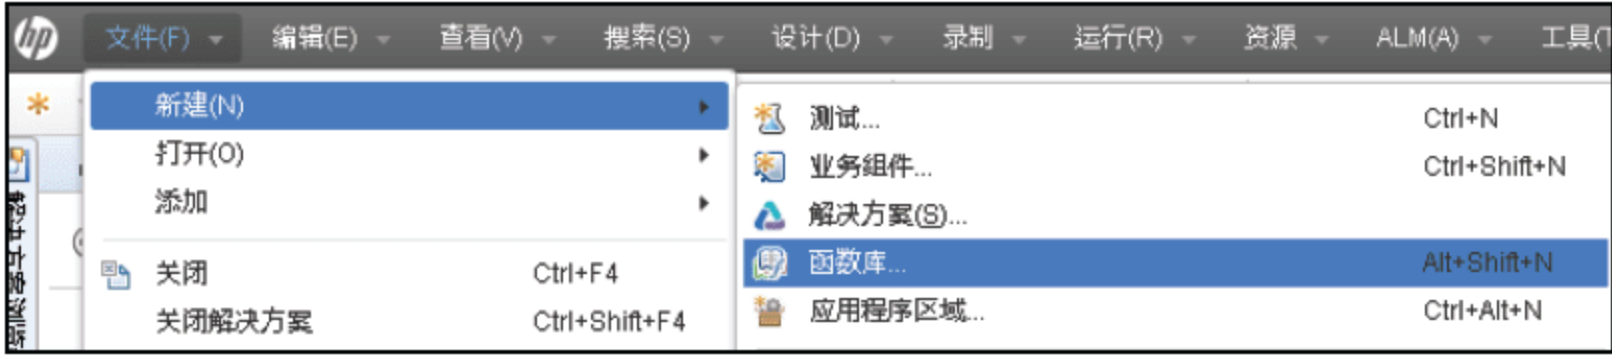 hp 文件(F) 编辑(E) 查看(V) 搜索(S) 设计(D) 录制 运行(R) 资源 ALM(A) 工具(T
新建(N)
打开(O)
添加
关闭 Ctrl+F4
关闭解决方案 Ctrl+Shift+F4
测试... Ctrl+N
业务组件... Ctrl+Shift+N
解决方案(S)...
函数库... Alt+Shift+N
应用程序区域... Ctrl+Alt+N